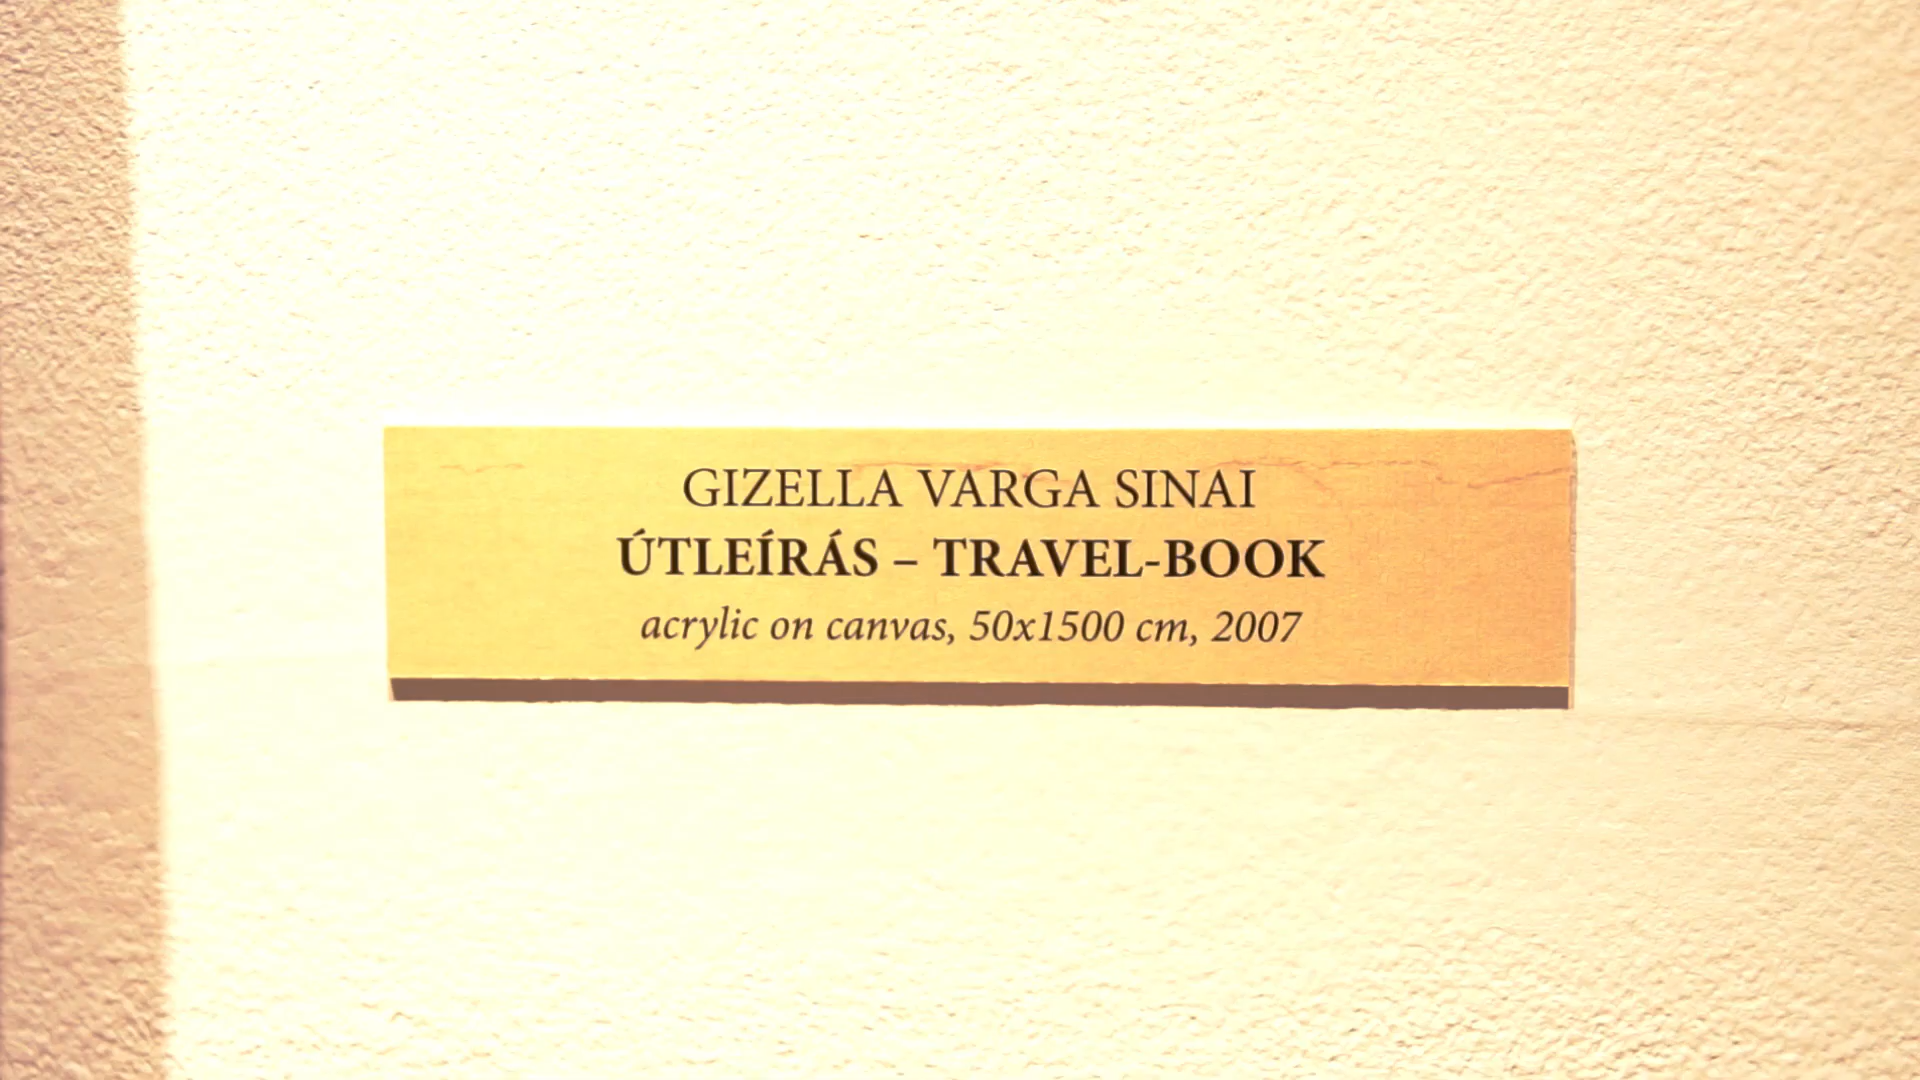 GIZELLA VARGA SINAI
ÚTLEÍRÁS – TRAVEL-BOOK
acrylic on canvas, 50x1500 cm, 2007